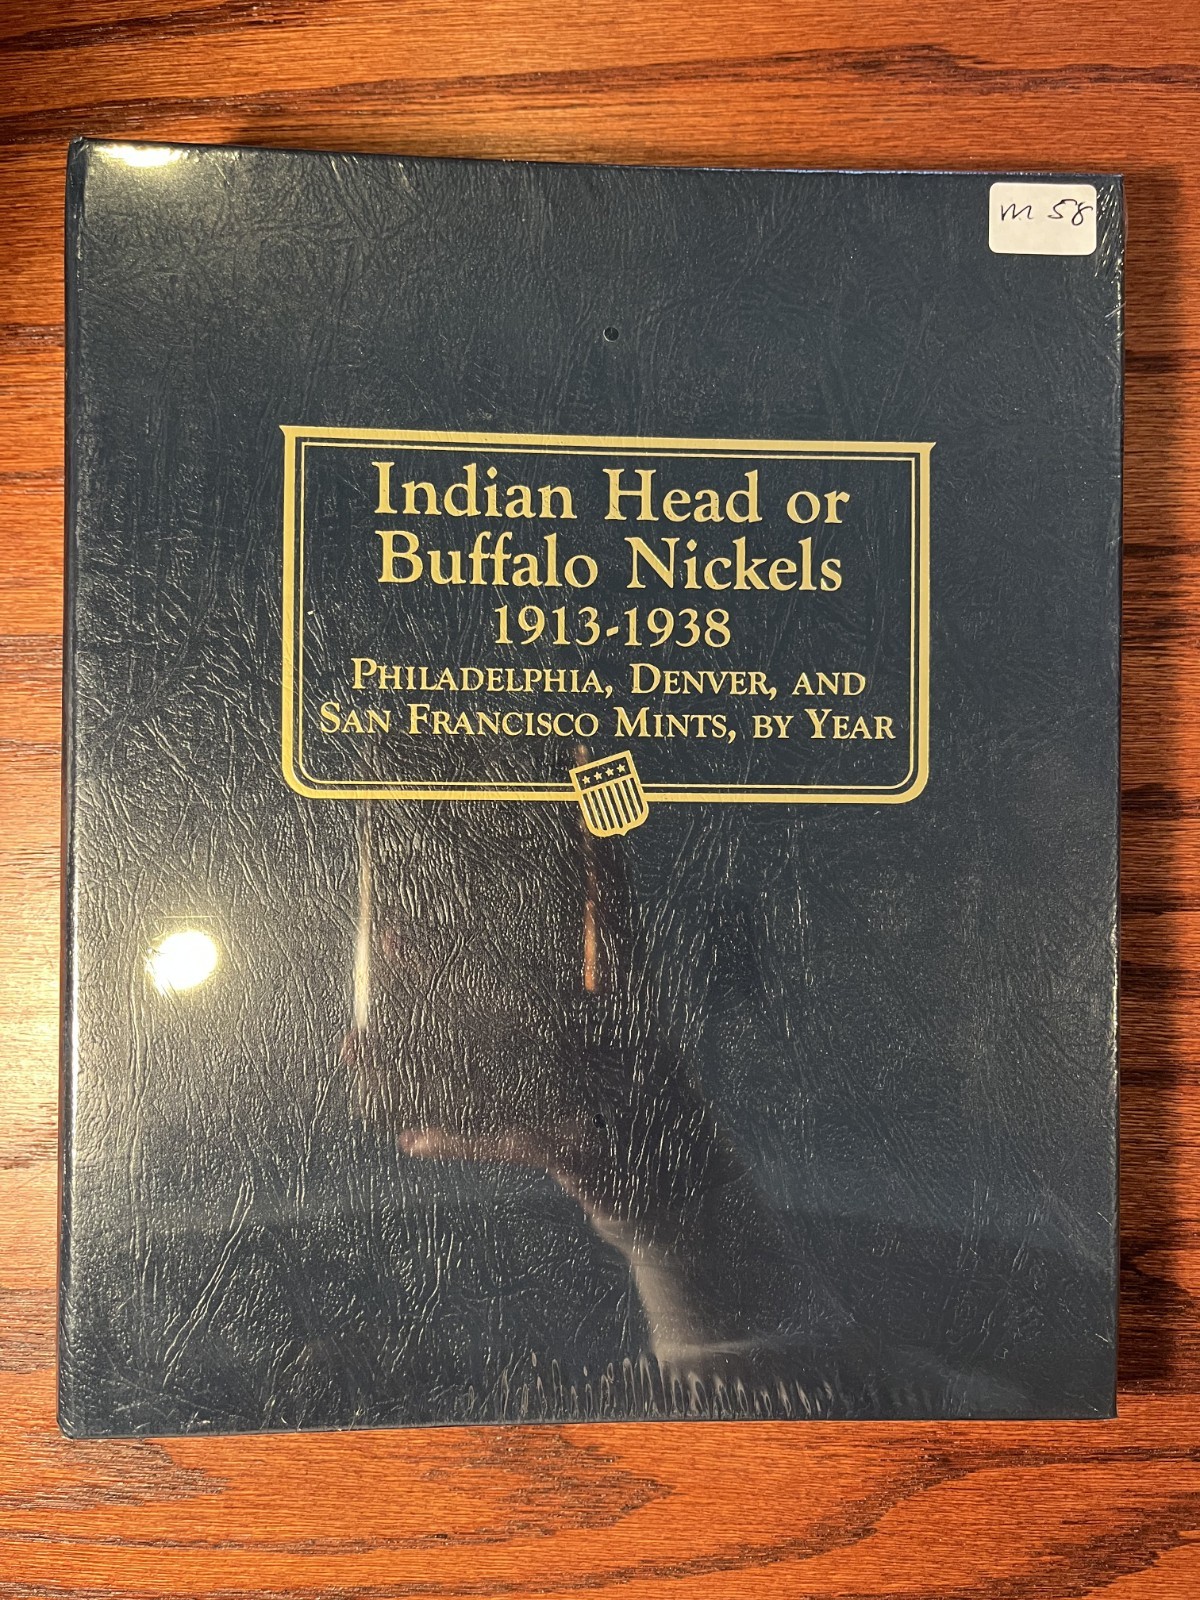 m 58
Indian Head or
Buffalo Nickels
1913-1938
PHILADELPHIA, DENVER, AND
SAN FRANCISCO MINTS, BY YEAR